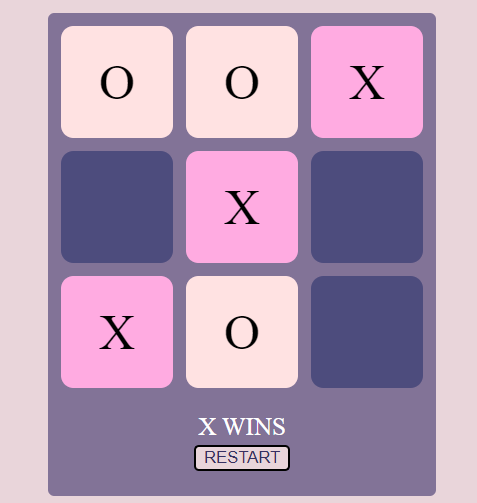 O O X
X
X O
X WINS
RESTART